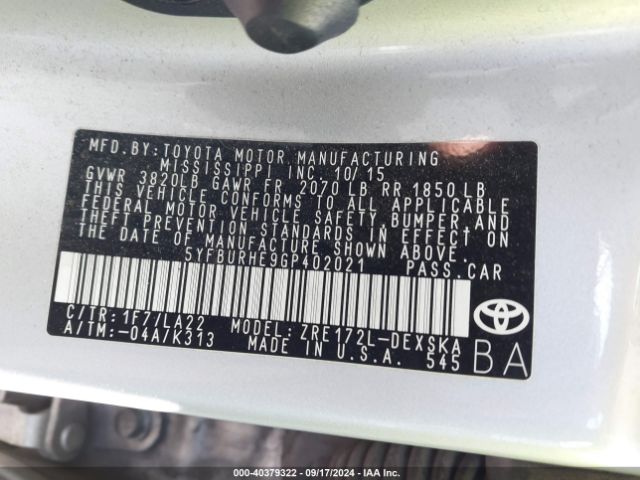 MFD. BY: TOYOTA MOTOR MANUFACTURING
MISSISSIPPI INC. 10/15
GVWR 3820LB GAWR FR 2070 LB RR 1850 LB
THIS VEHICLE CONFORMS TO ALL APPLICABLE
FEDERAL MOTOR VEHICLE SAFETY, BUMPER, AND
THEFT PREVENTION STANDARDS IN EFFECT ON
THE DATE OF MANUFACTURE SHOWN ABOVE.
5YFBURHE9GP402021 PASS.CAR
C/TR: 1F7/LA22 MODEL: ZRE172L-DEXSKA
A/TM:-04A/K313 MADE IN U.S.A. 545
BA
000-40379322 - 09/17/2024 - IAA Inc.